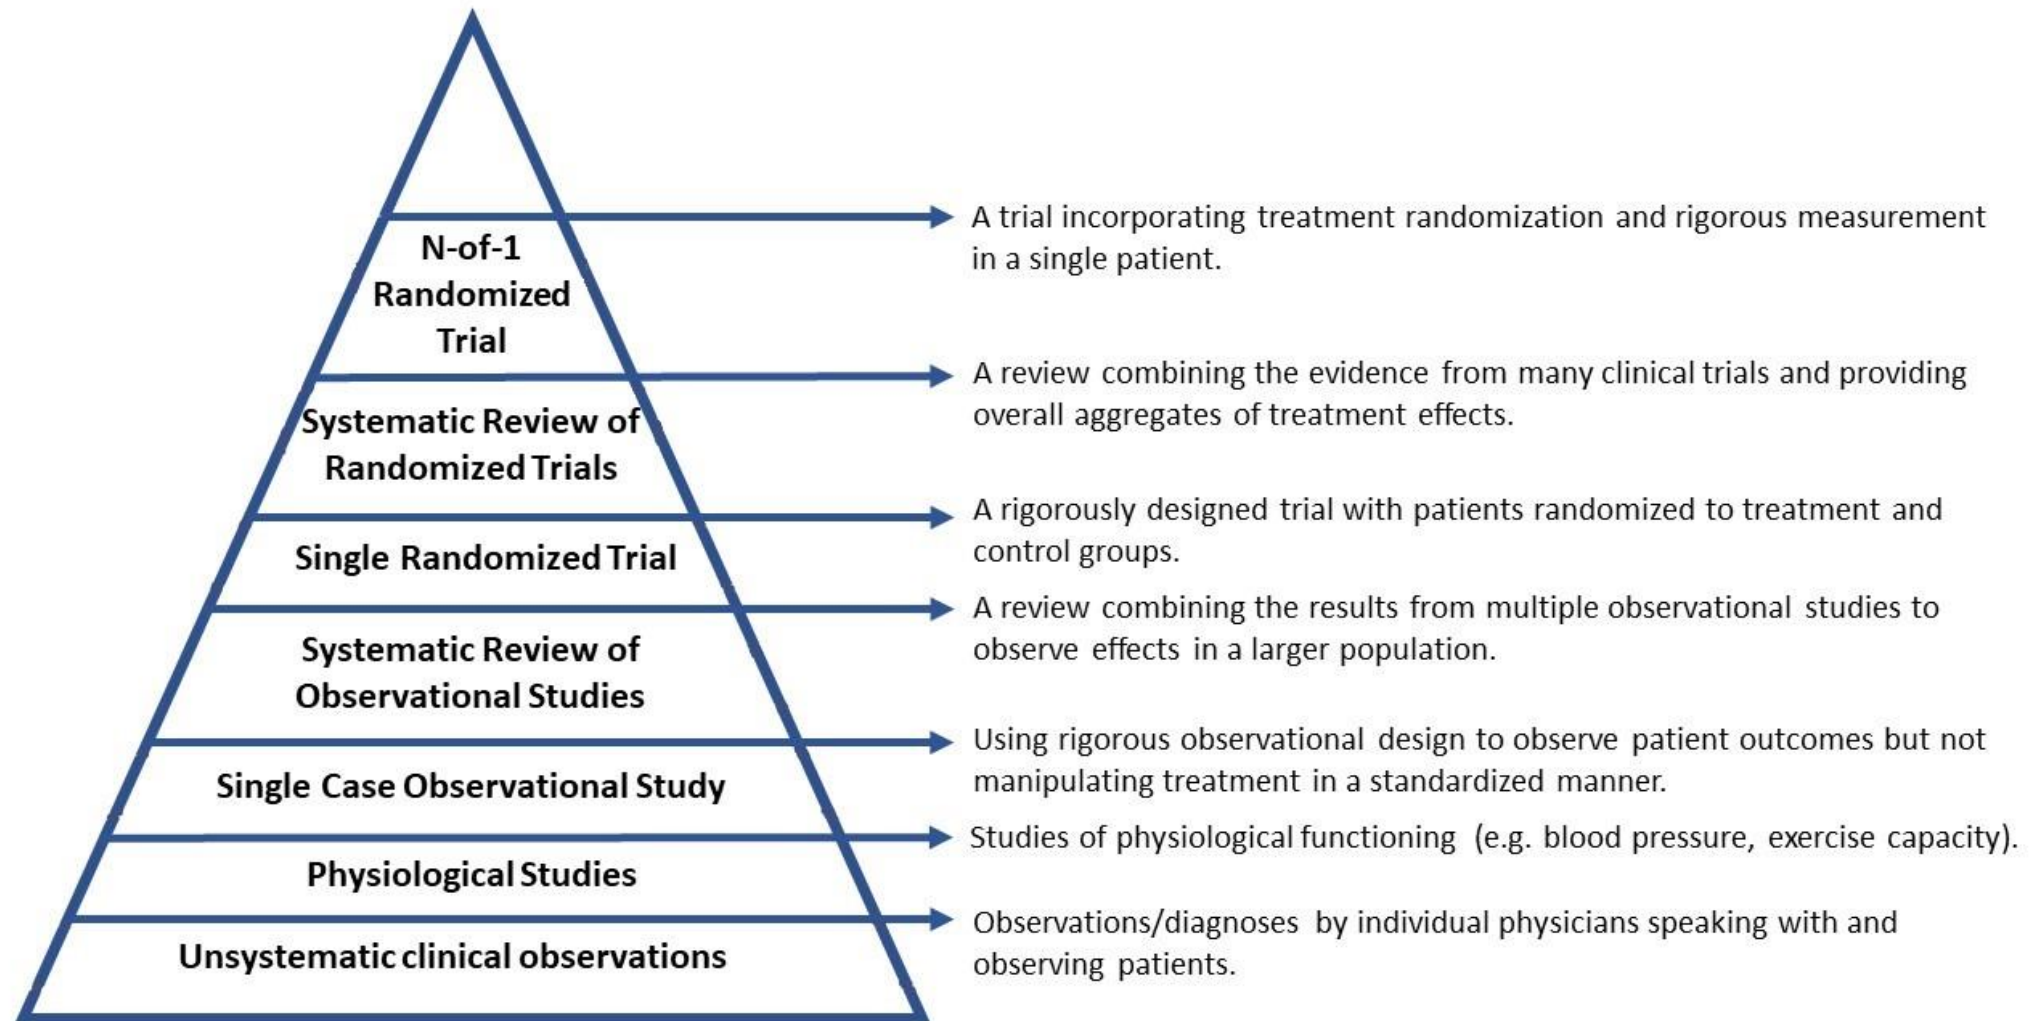 N-of-1
Randomized
Trial
A trial incorporating treatment randomization and rigorous measurement
in a single patient.
Systematic Review of
Randomized Trials
A review combining the evidence from many clinical trials and providing
overall aggregates of treatment effects.
Single Randomized Trial
A rigorously designed trial with patients randomized to treatment and
control groups.
Systematic Review of
Observational Studies
A review combining the results from multiple observational studies to
observe effects in a larger population.
Single Case Observational Study
Using rigorous observational design to observe patient outcomes but not
manipulating treatment in a standardized manner.
Physiological Studies
Studies of physiological functioning (e.g. blood pressure, exercise capacity).
Unsystematic clinical observations
Observations/diagnoses by individual physicians speaking with and
observing patients.